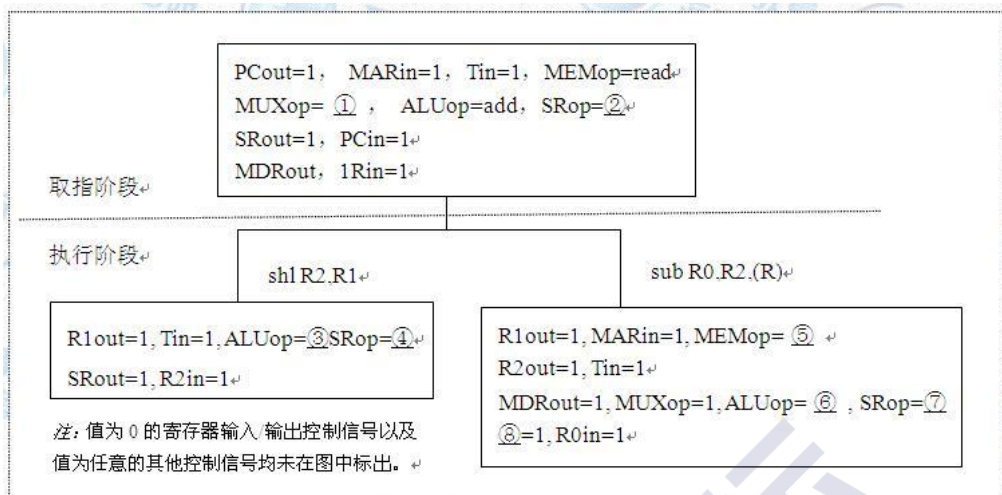 PCout=1, MARin=1, Tin=1, MEMop=read↵
MUXop= ① , ALUop=add, SRop=②↵
SRout=1, PCin=1↵
MDRout, 1Rin=1↵
取指阶段↵
执行阶段↵
shl R2,R1↵
sub R0,R2,(R)↵
R1out=1, Tin=1, ALUop=③SRop=④↵
SRout=1, R2in=1↵
R1out=1, MARin=1, MEMop= ⑤ ↵
R2out=1, Tin=1↵
MDRout=1, MUXop=1, ALUop= ⑥ , SRop=⑦
⑧=1, R0in=1↵
注:值为 0 的寄存器输入/输出控制信号以及
值为任意的其他控制信号均未在图中标出。↵